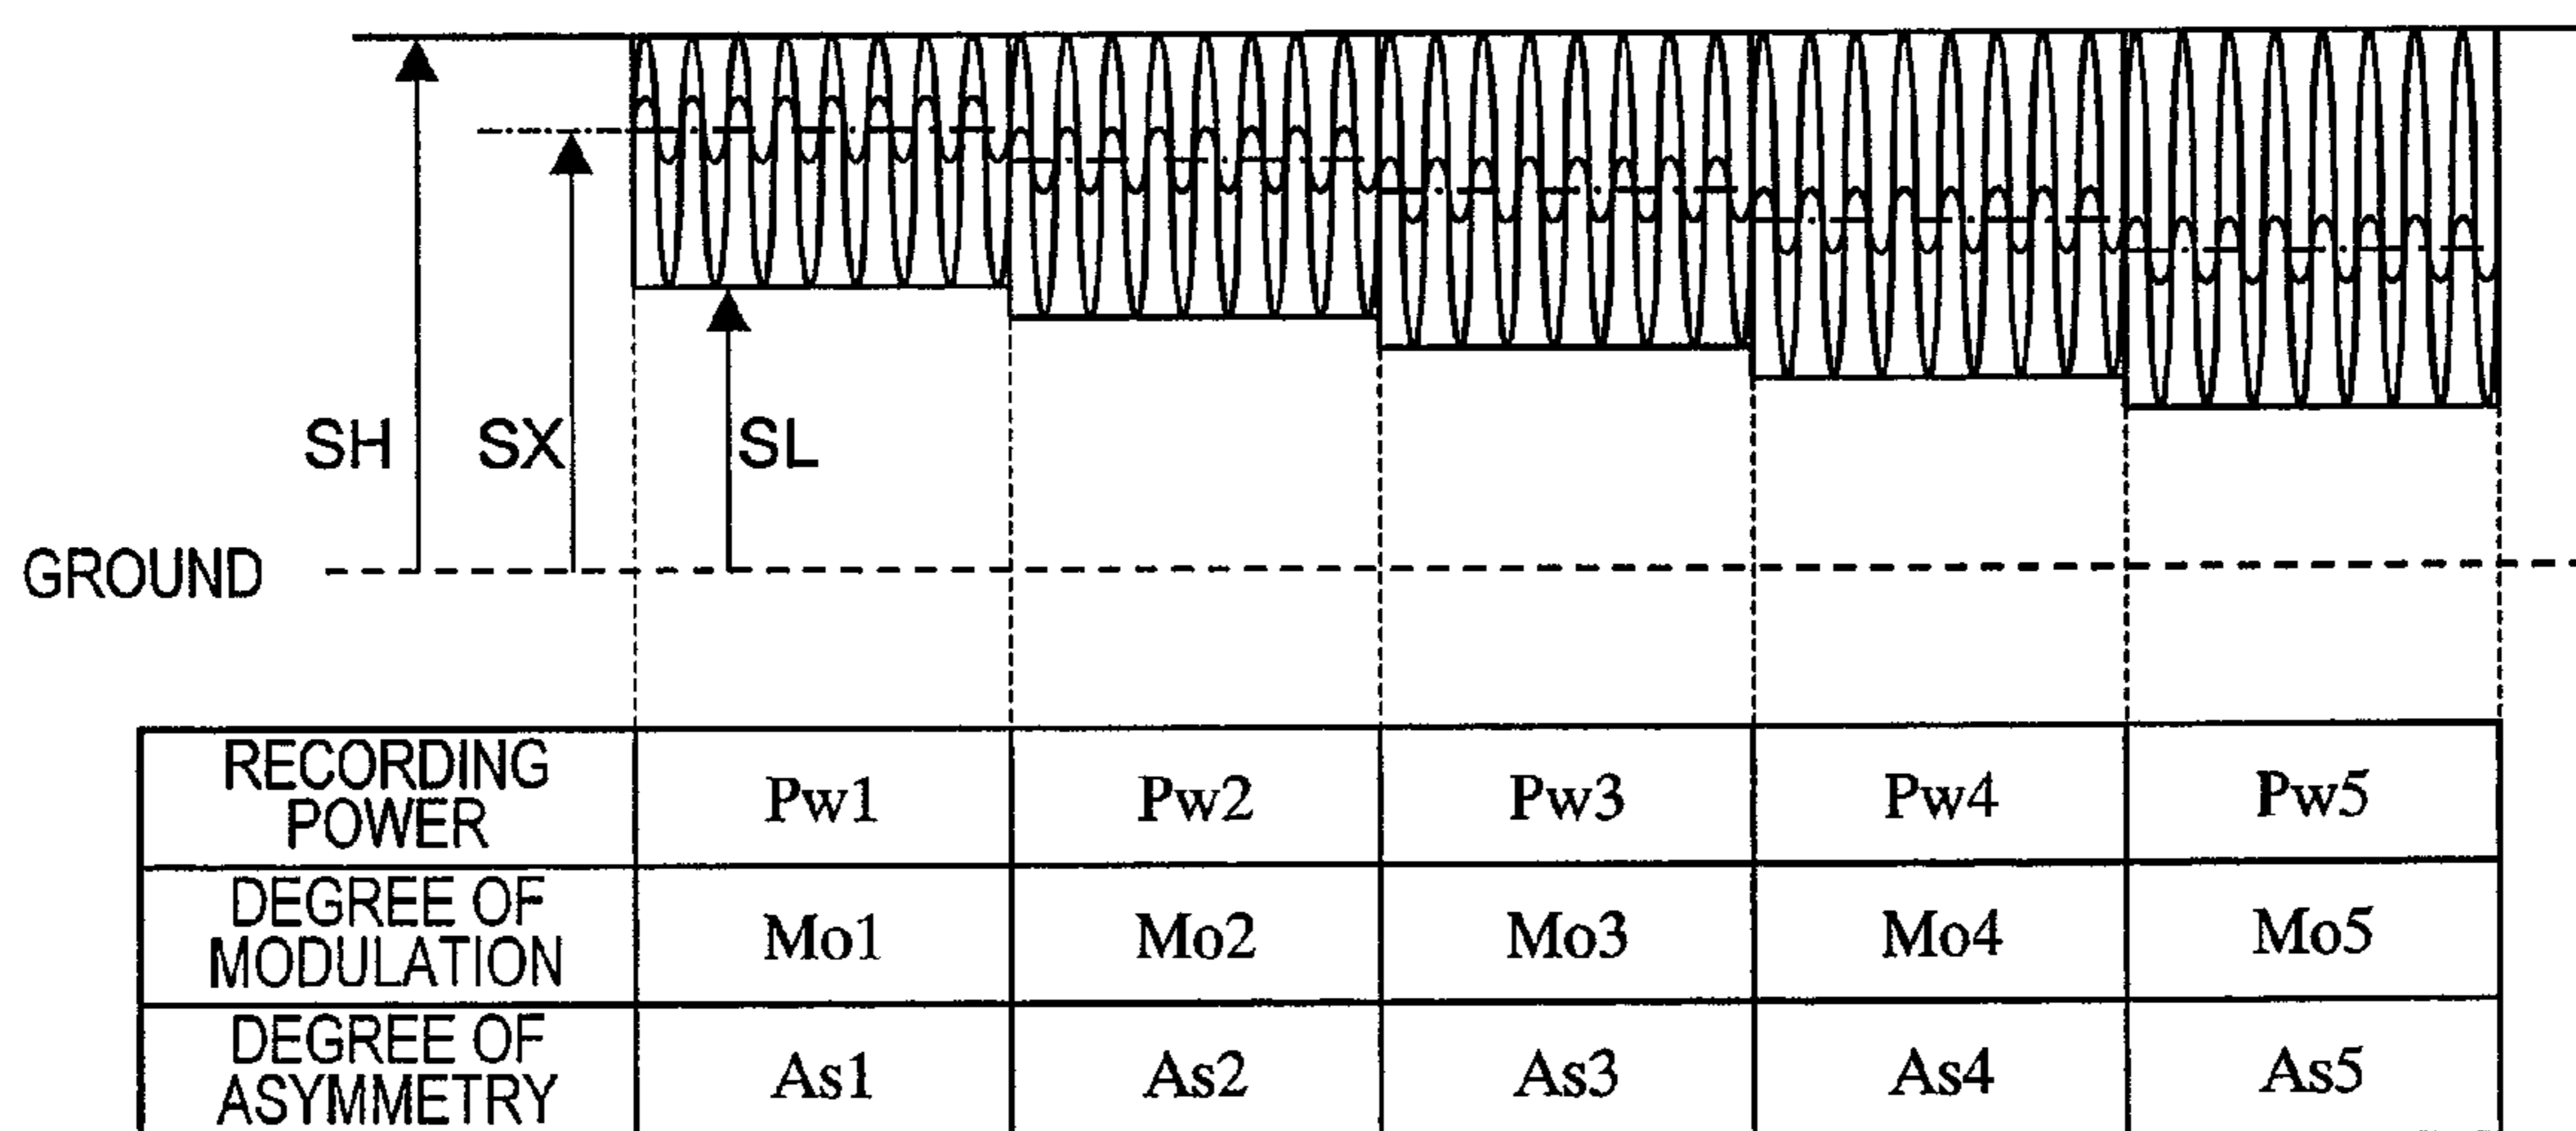 SH
SX
SL
GROUND
RECORDING
POWER
Pw1
Pw2
Pw3
Pw4
Pw5
DEGREE OF
MODULATION
Mo1
Mo2
Mo3
Mo4
Mo5
DEGREE OF
ASYMMETRY
As1
As2
As3
As4
As5